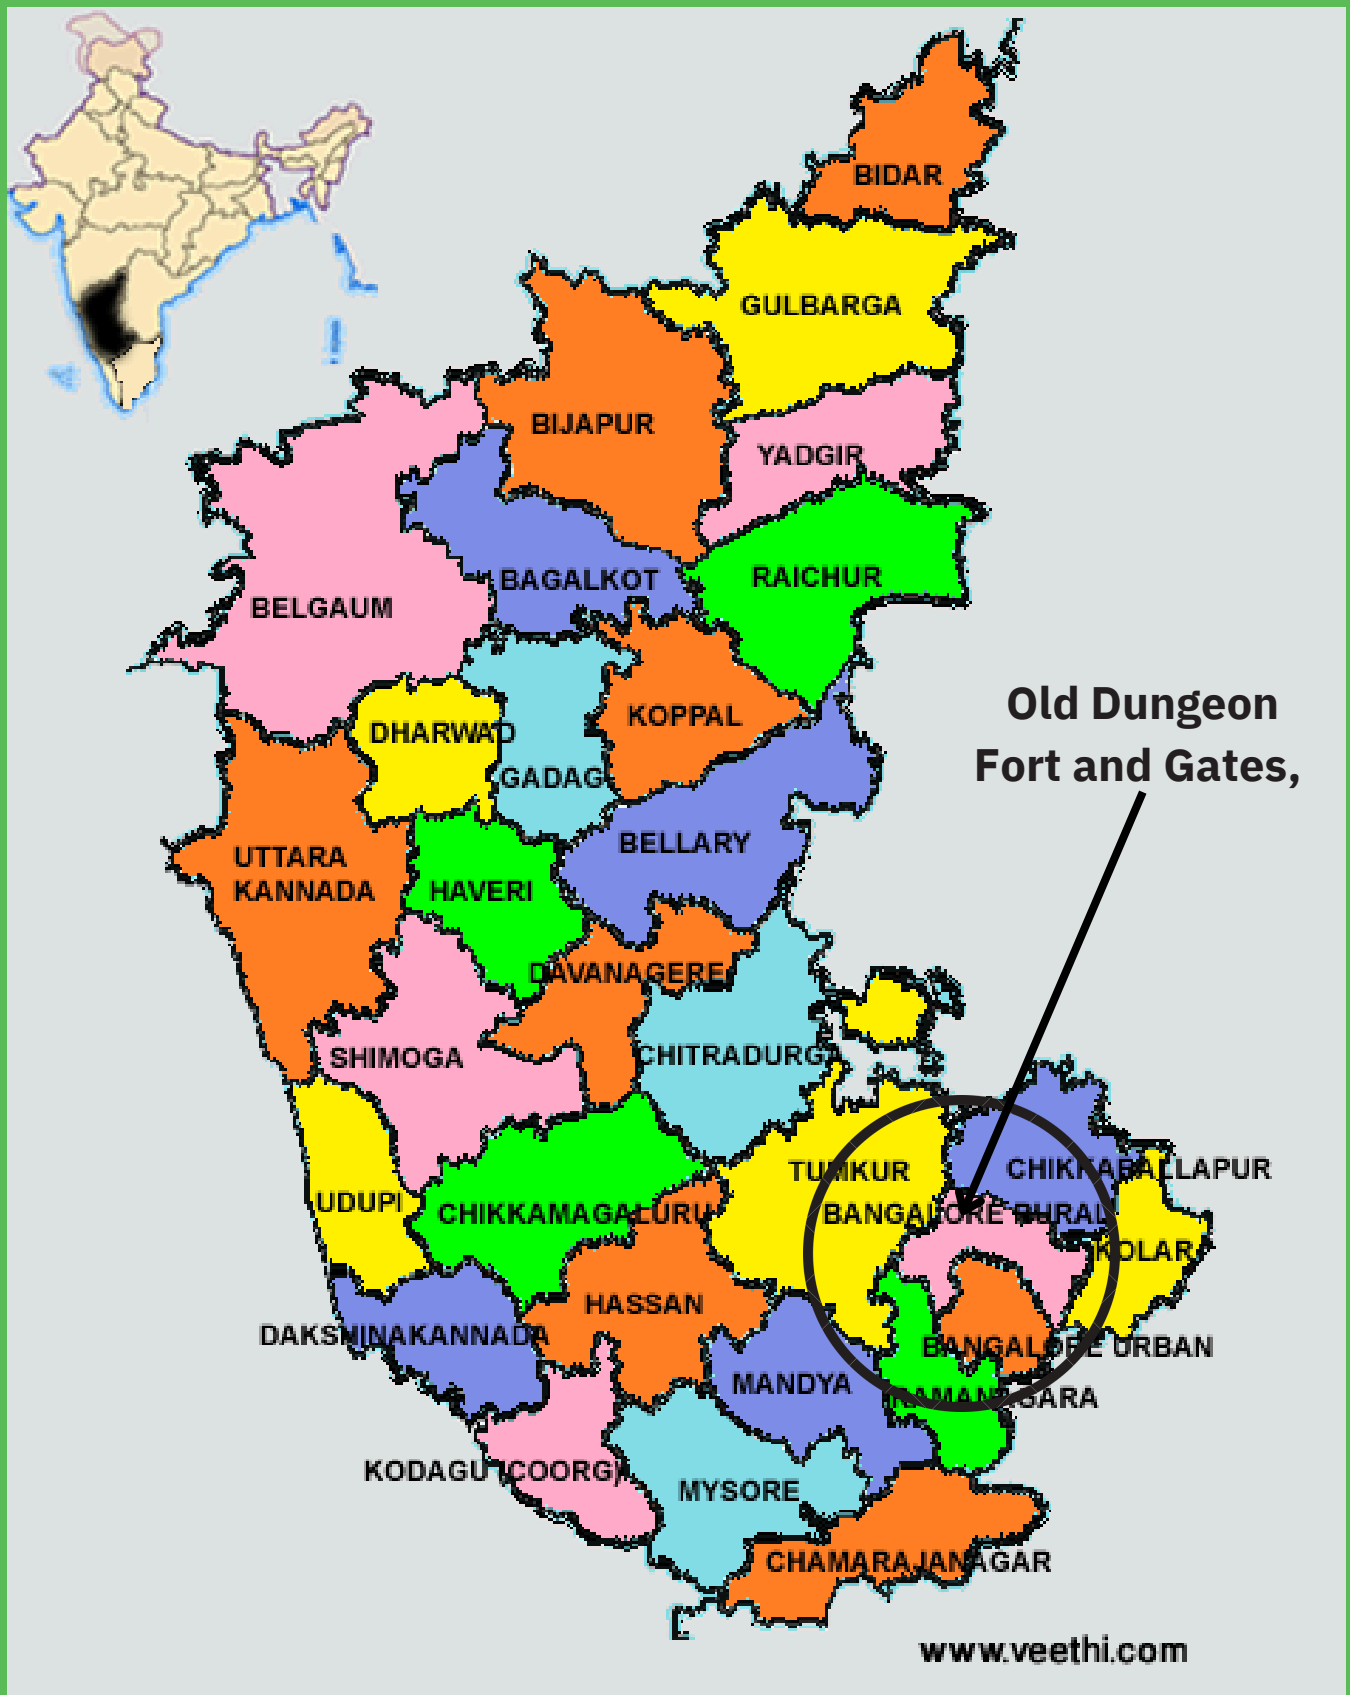 BIDAR
GULBARGA
BIJAPUR
YADGIR
BAGALKOT
RAICHUR
BELGAUM
Old Dungeon
Fort and Gates,
KOPPAL
DHARWAD
GADAG
BELLARY
UTTARA
KANNADA
HAVERI
DAVANAGERE
CHITRADURGA
SHIMOGA
TUMKUR
CHIKKABALLAPUR
UDUPI
CHIKKAMAGALURU
BANGALORE RURAL
KOLAR
HASSAN
DAKSHINAKANNADA
BANGALORE URBAN
MANDYA
RAMANAGARA
KODAGU (COORG)
MYSORE
CHAMARAJANAGAR
www.veethi.com